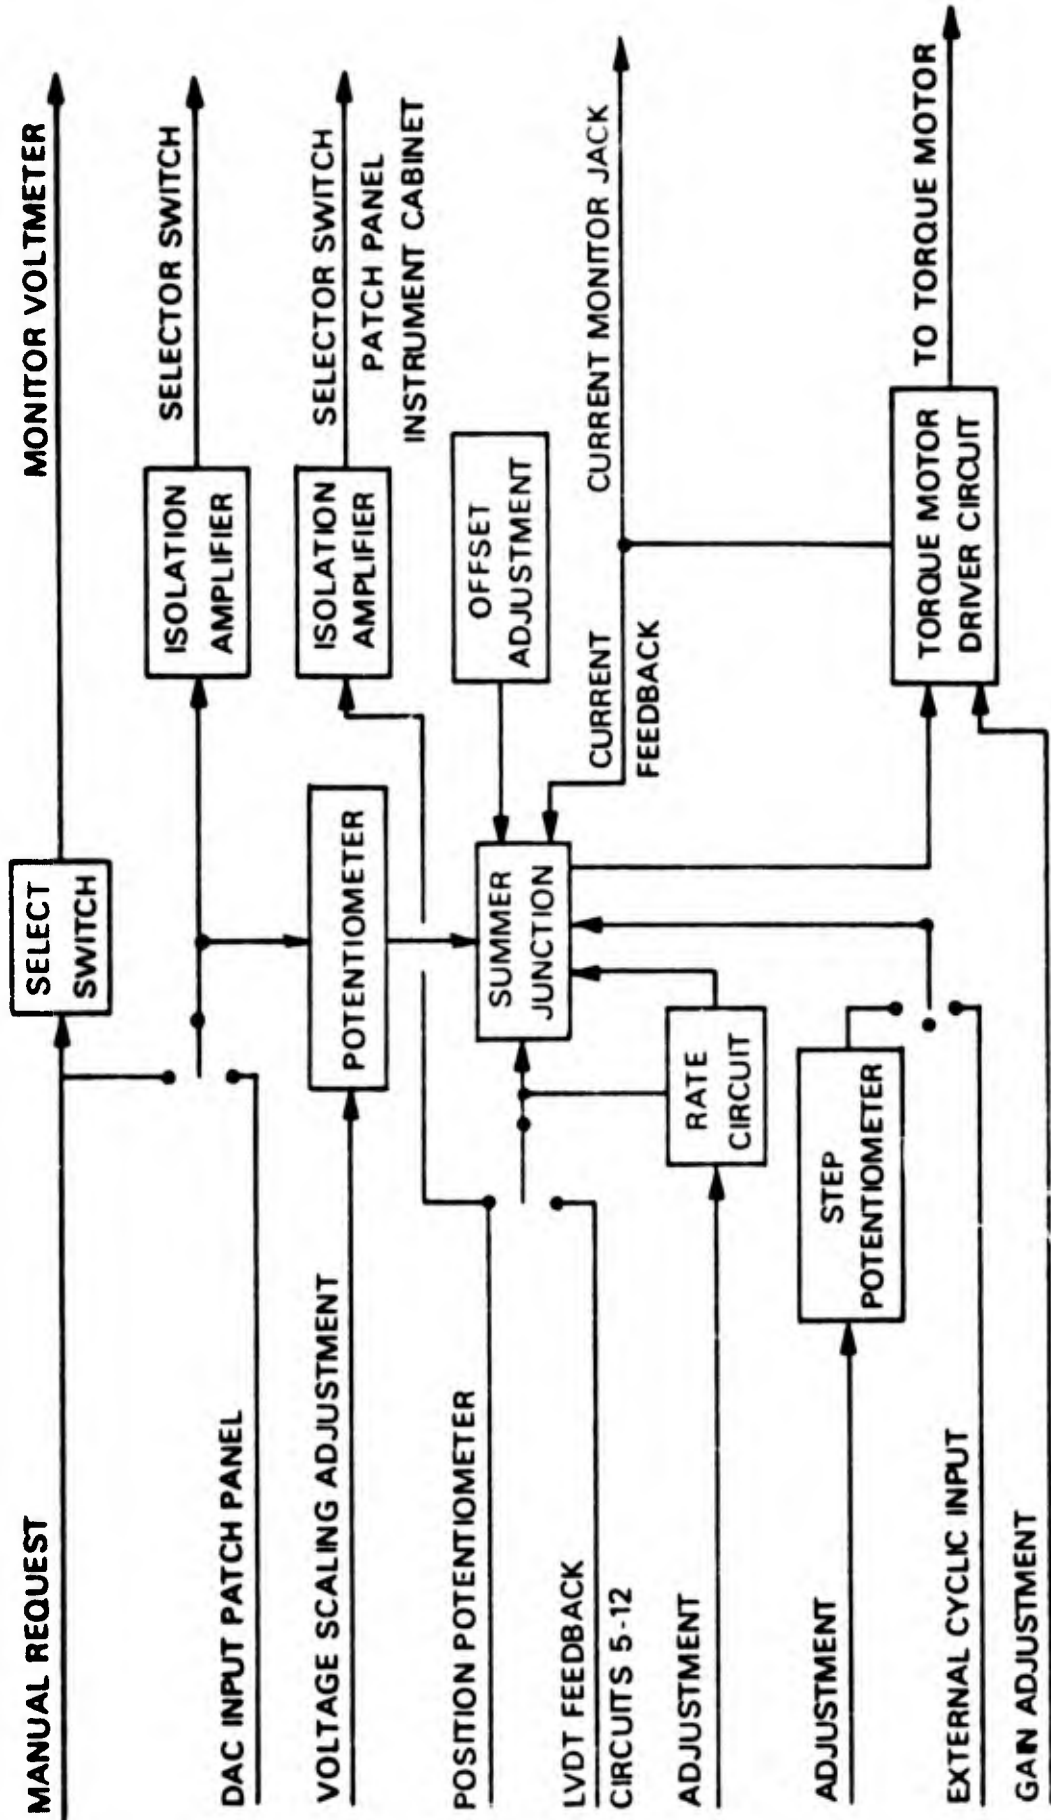 MANUAL REQUEST
SELECT
SWITCH
MONITOR VOLTMETER
DAC INPUT PATCH PANEL
ISOLATION
AMPLIFIER
SELECTOR SWITCH
VOLTAGE SCALING ADJUSTMENT
POTENTIOMETER
ISOLATION
AMPLIFIER
SELECTOR SWITCH
PATCH PANEL
INSTRUMENT CABINET
POSITION POTENTIOMETER
SUMMER
JUNCTION
OFFSET
ADJUSTMENT
LVDT FEEDBACK
CIRCUITS 5-12
CURRENT
FEEDBACK
CURRENT MONITOR JACK
ADJUSTMENT
RATE
CIRCUIT
ADJUSTMENT
STEP
POTENTIOMETER
EXTERNAL CYCLIC INPUT
GAIN ADJUSTMENT
TORQUE MOTOR
DRIVER CIRCUIT
TO TORQUE MOTOR